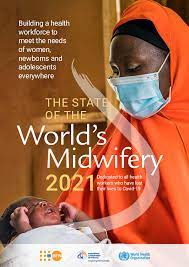 Building a health
workforce to
meet the needs
of women,
newborns and
adolescents
everywhere
THE STATE
OF THE
World's
Midwifery
2021
Dedicated to all health
workers who have lost
their lives to Covid-19
UNFPA
World Health
Organization